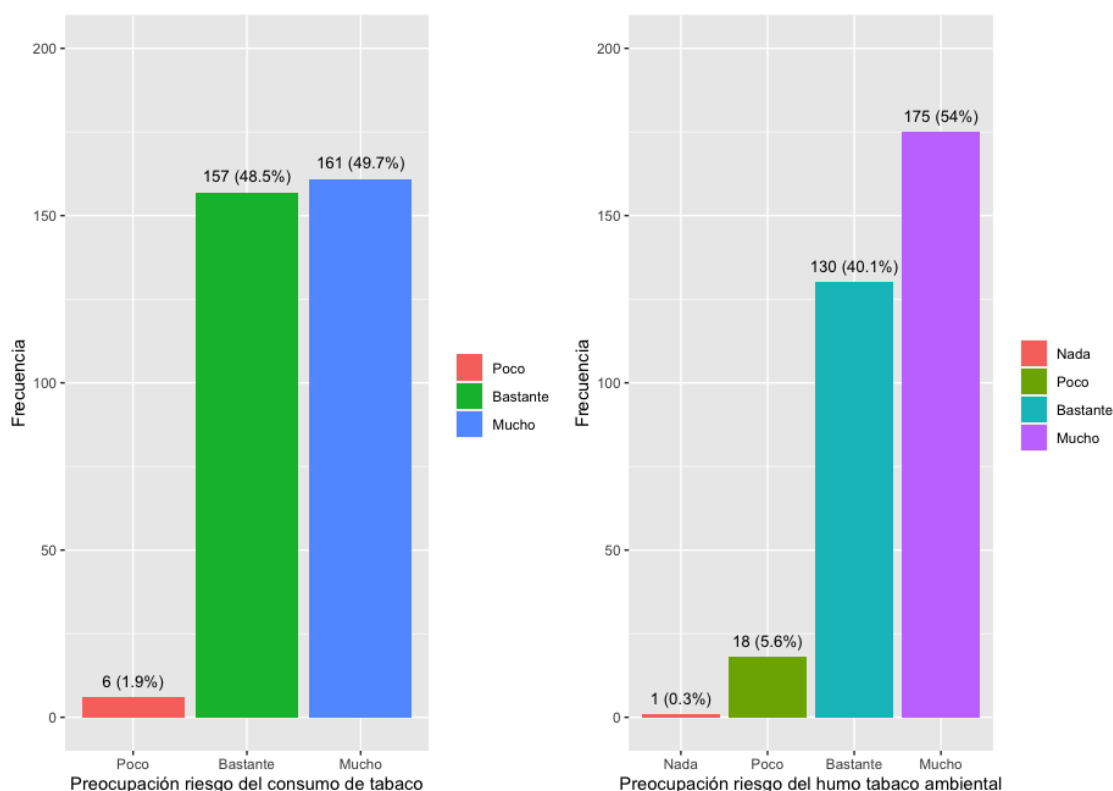 200
150
100
50
0
Frecuencia
6 (1.9%)
157 (48.5%)
161 (49.7%)
Poco
Bastante
Mucho
Preocupación riesgo del consumo de tabaco
Poco
Bastante
Mucho
200
150
100
50
0
Frecuencia
1 (0.3%)
18 (5.6%)
130 (40.1%)
175 (54%)
Nada
Poco
Bastante
Mucho
Preocupación riesgo del humo tabaco ambiental
Nada
Poco
Bastante
Mucho